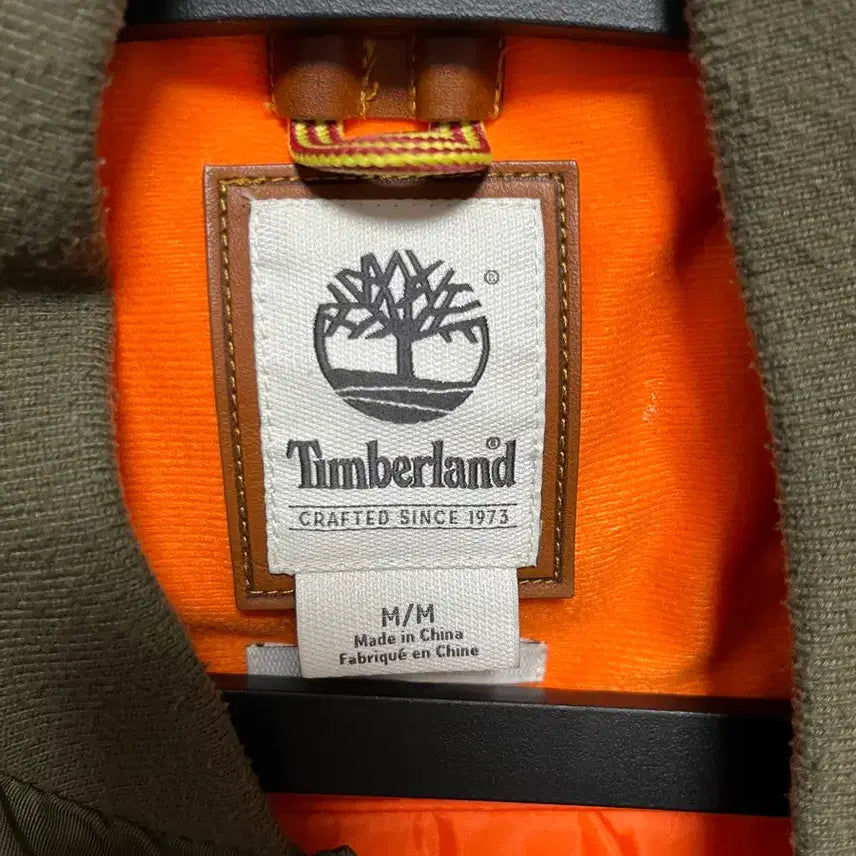 ®
Timberland®
CRAFTED SINCE 1973
M/M
Made in China
Fabriqué en Chine